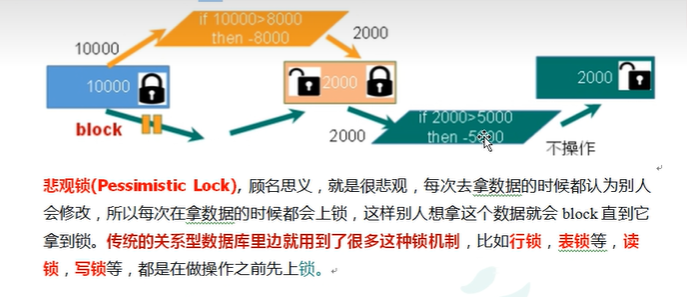 if 10000>8000
then -8000
10000
2000
10000
2000
2000
block
if 2000>5000
2000
then -5000
不操作
悲观锁(Pessimistic Lock), 顾名思义，就是很悲观，每次去拿数据的时候都认为别人
会修改，所以每次在拿数据的时候都会上锁，这样别人想拿这个数据就会 block 直到它
拿到锁。传统的关系型数据库里边就用到了很多这种锁机制，比如行锁，表锁等，读
锁，写锁等，都是在做操作之前先上锁。